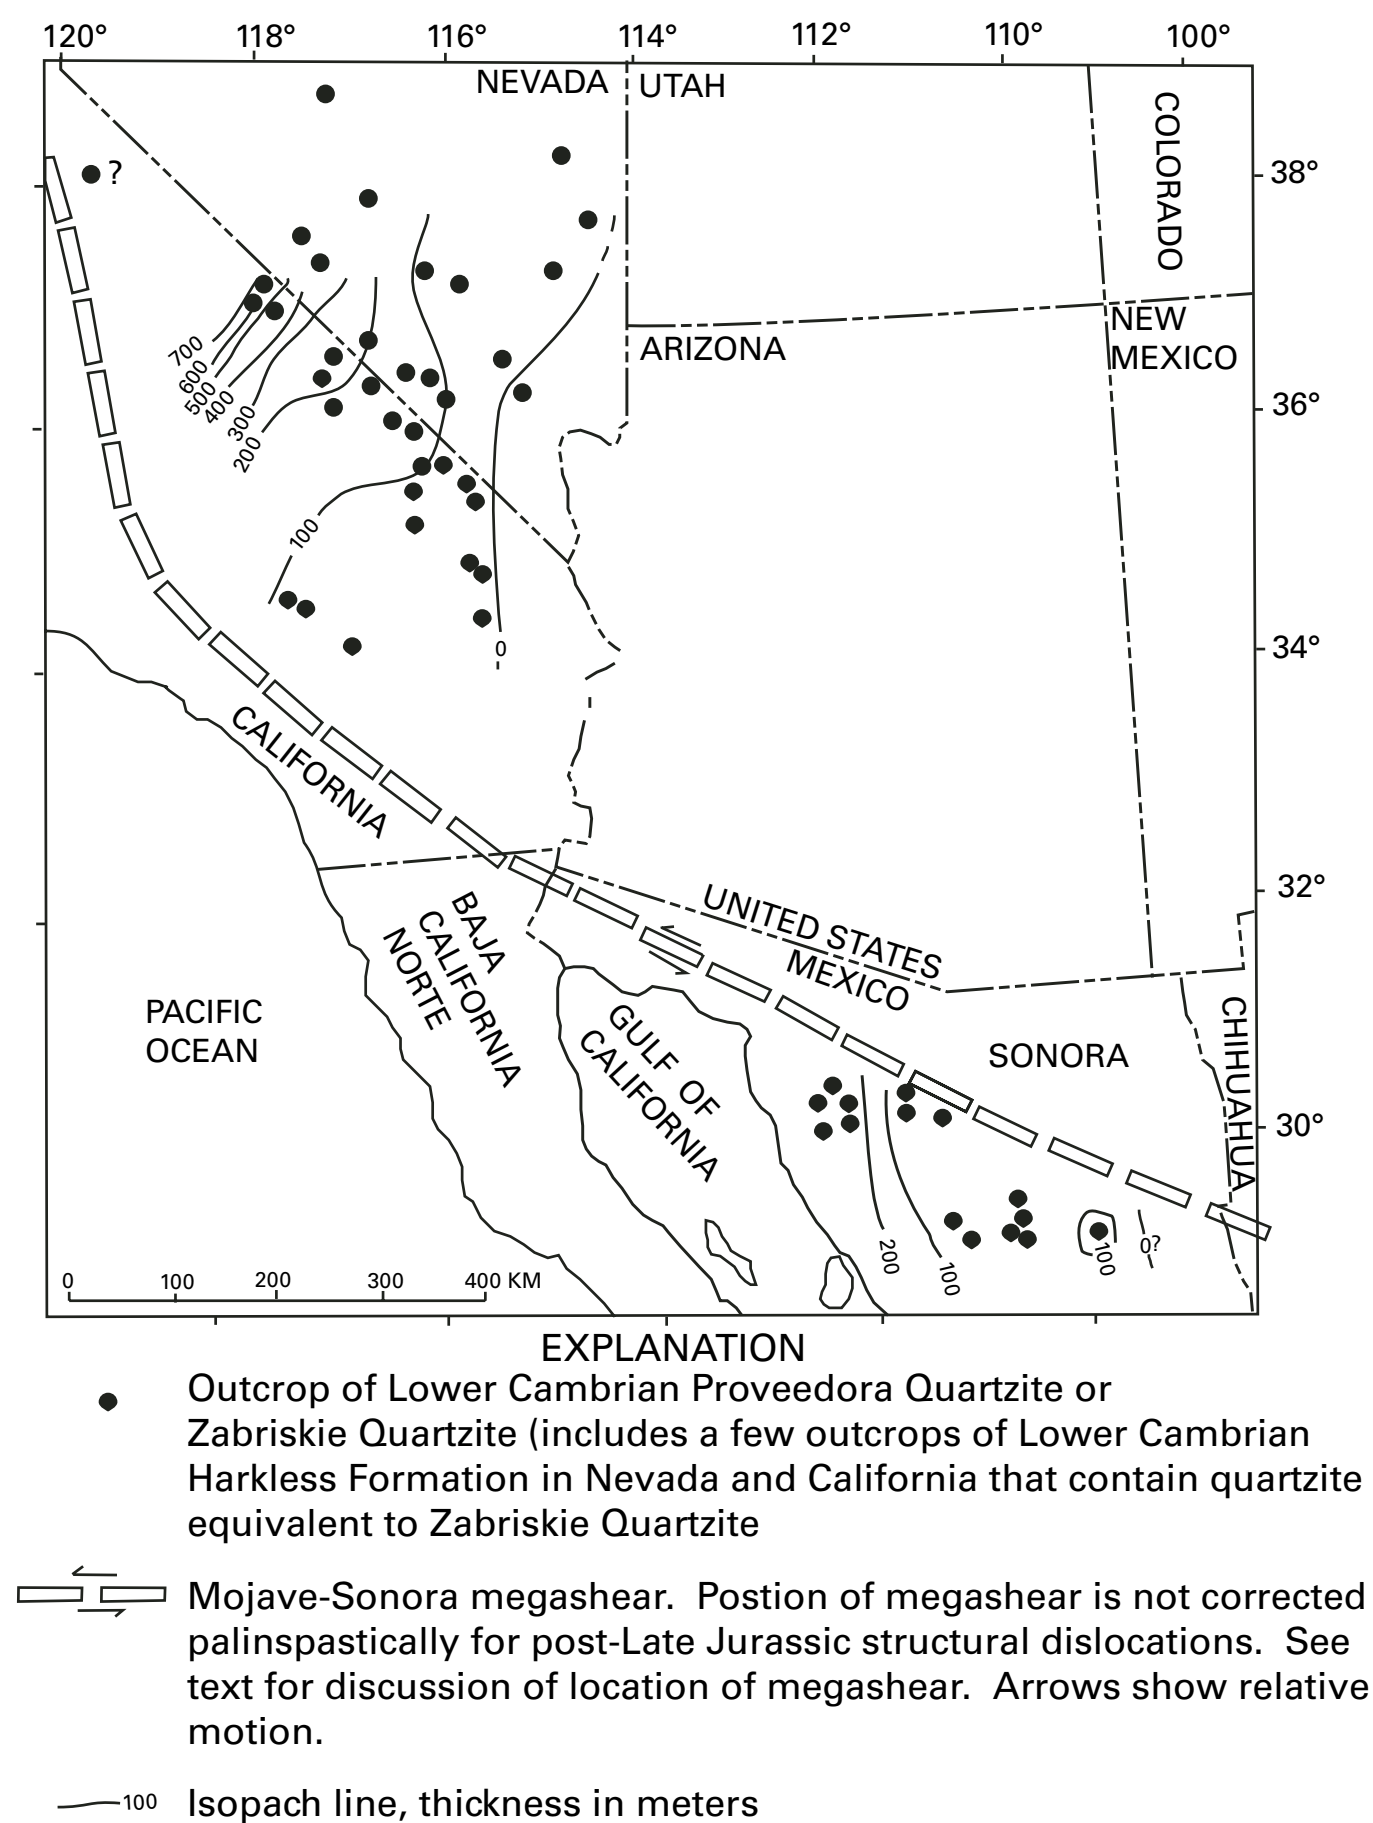 120° 118° 116° 114° 112° 110° 100°
NEVADA UTAH
COLORADO
?
38°
700
600
500
400
300
200
ARIZONA
NEW
MEXICO
36°
100
34°
0
CALIFORNIA
32°
UNITED STATES
MEXICO
BAJA
CALIFORNIA
NORTE
PACIFIC
OCEAN
GULF OF
CALIFORNIA
SONORA
CHIHUAHUA
30°
200
100
100
0?
0 100 200 300 400 KM
EXPLANATION
Outcrop of Lower Cambrian Proveedora Quartzite or
Zabriskie Quartzite (includes a few outcrops of Lower Cambrian
Harkless Formation in Nevada and California that contain quartzite
equivalent to Zabriskie Quartzite
Mojave-Sonora megashear. Postion of megashear is not corrected
palinspastically for post-Late Jurassic structural dislocations. See
text for discussion of location of megashear. Arrows show relative
motion.
100 Isopach line, thickness in meters